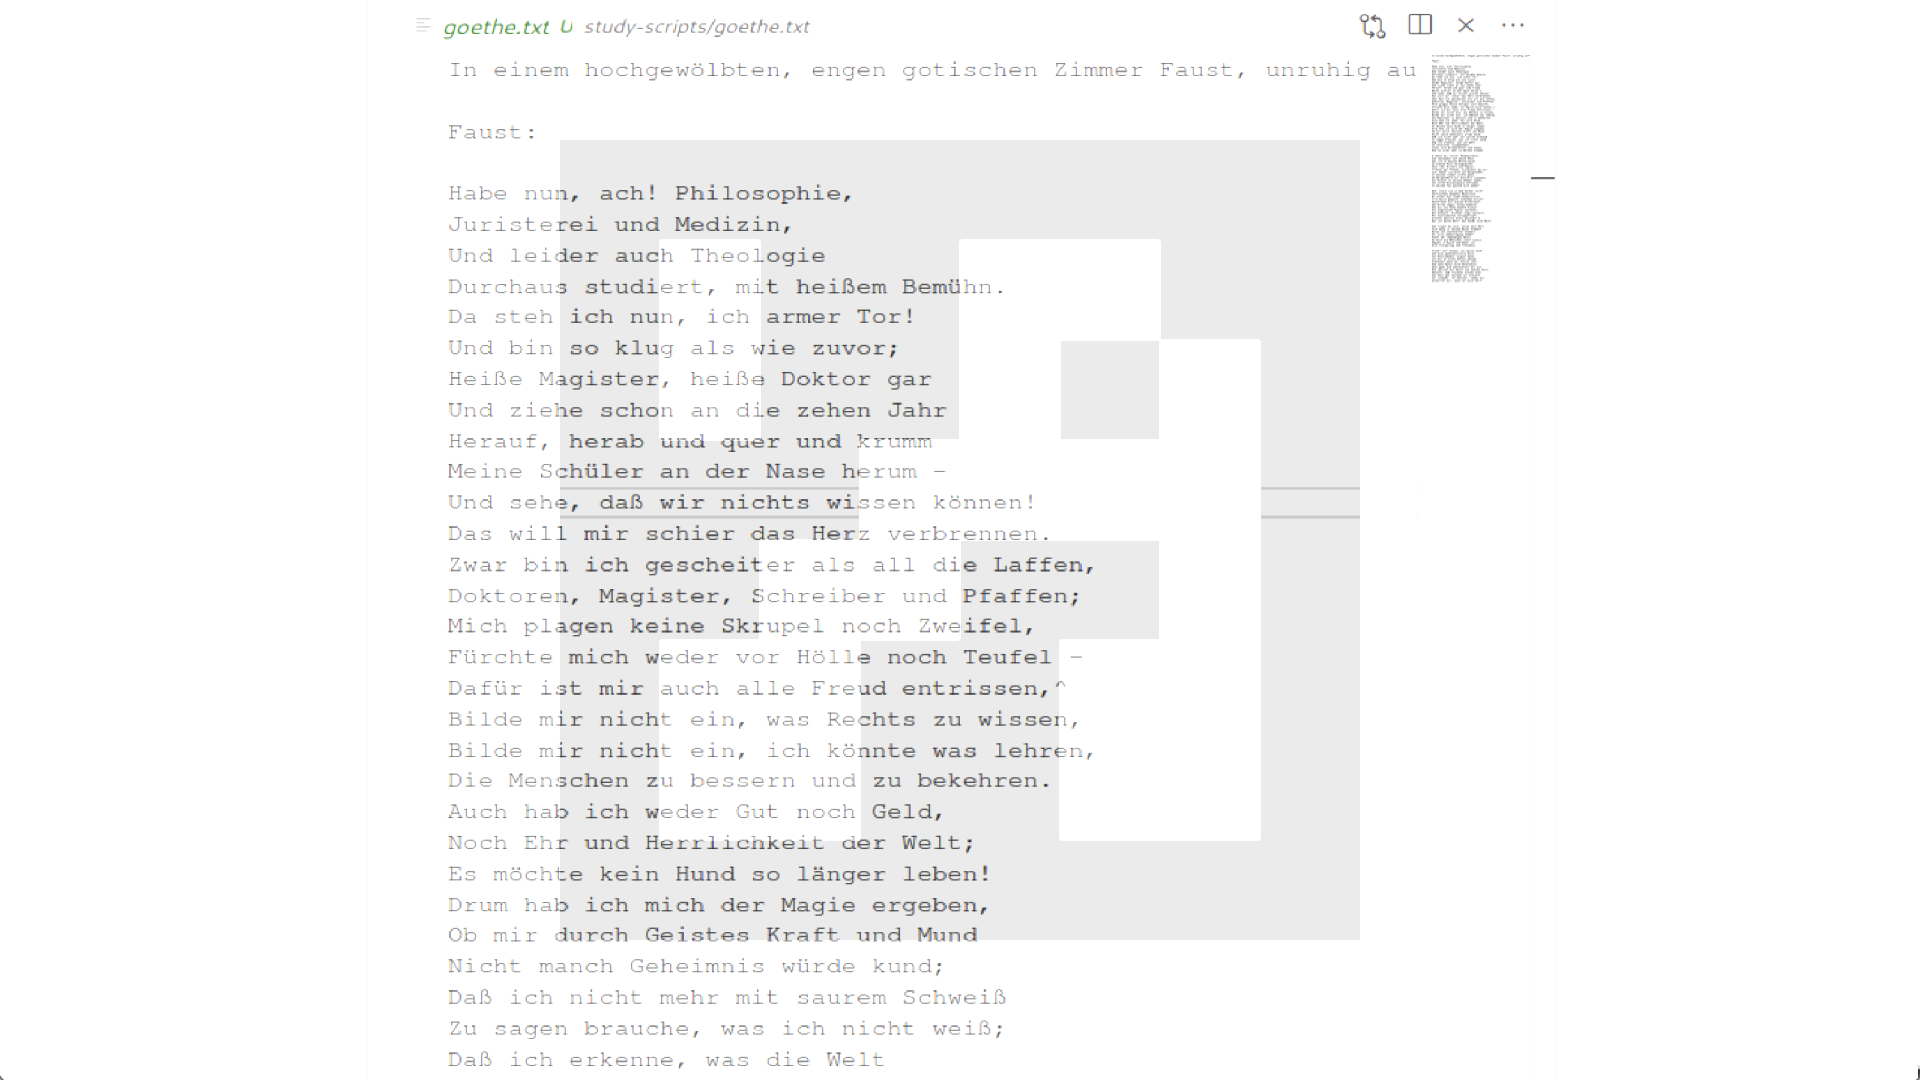 goethe.txt U study-scripts/goethe.txt
In einem hochgewölbten, engen gotischen Zimmer Faust, unruhig au
Faust:
Habe nun, ach! Philosophie,
Juristerei und Medizin,
Und leider auch Theologie
Durchaus studiert, mit heißem Bemühn.
Da steh ich nun, ich armer Tor!
Und bin so klug als wie zuvor;
Heiße Magister, heiße Doktor gar
Und ziehe schon an die zehen Jahr
Herauf, herab und quer und krumm
Meine Schüler an der Nase herum –
Und sehe, daß wir nichts wissen können!
Das will mir schier das Herz verbrennen.
Zwar bin ich gescheiter als all die Laffen,
Doktoren, Magister, Schreiber und Pfaffen;
Mich plagen keine Skrupel noch Zweifel,
Fürchte mich weder vor Hölle noch Teufel –
Dafür ist mir auch alle Freud entrissen,^
Bilde mir nicht ein, was Rechts zu wissen,
Bilde mir nicht ein, ich könnte was lehren,
Die Menschen zu bessern und zu bekehren.
Auch hab ich weder Gut noch Geld,
Noch Ehr und Herrlichkeit der Welt;
Es möchte kein Hund so länger leben!
Drum hab ich mich der Magie ergeben,
Ob mir durch Geistes Kraft und Mund
Nicht manch Geheimnis würde kund;
Daß ich nicht mehr mit saurem Schweiß
Zu sagen brauche, was ich nicht weiß;
Daß ich erkenne, was die Welt